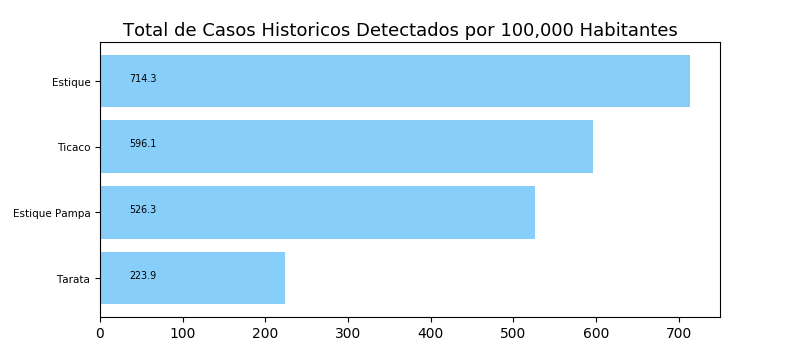 Total de Casos Historicos Detectados por 100,000 Habitantes
Estique
714.3
Ticaco
596.1
Estique Pampa
526.3
Tarata
223.9
0 100 200 300 400 500 600 700